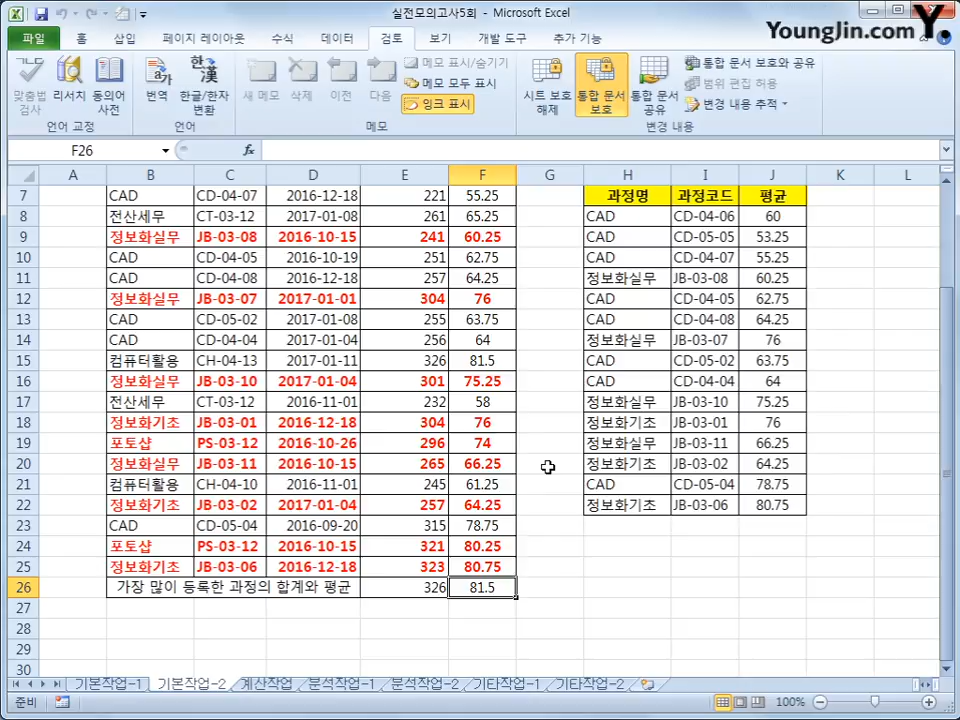 실전모의고사5회 - Microsoft Excel
YoungJin.com Y.
파일 홈 삽입 페이지 레이아웃 수식 데이터 검토 보기 개발 도구 추가 기능
맞춤법 검사 리서치 동의어 사전 번역 한글/한자 변환 새 메모 삭제 이전 다음 메모 표시/숨기기 시트 보호 해제 통합 문서 보호 통합 문서 공유 통합 문서 보호와 공유
메모 모두 표시 범위 편집 허용
잉크 표시 변경 내용 추적
언어 교정 언어 메모 변경 내용
F26 fx
A B C D E F G H I J K L
7 CAD CD-04-07 2016-12-18 221 55.25 과정명 과정코드 평균
8 전산세무 CT-03-12 2017-01-08 261 65.25 CAD CD-04-06 60
9 정보화실무 JB-03-08 2016-10-15 241 60.25 CAD CD-05-05 53.25
10 CAD CD-04-05 2016-10-19 251 62.75 CAD CD-04-07 55.25
11 CAD CD-04-08 2016-12-18 257 64.25 정보화실무 JB-03-08 60.25
12 정보화실무 JB-03-07 2017-01-01 304 76 CAD CD-04-05 62.75
13 CAD CD-05-02 2017-01-08 255 63.75 CAD CD-04-08 64.25
14 CAD CD-04-04 2017-01-04 256 64 정보화실무 JB-03-07 76
15 컴퓨터활용 CH-04-13 2017-01-11 326 81.5 CAD CD-05-02 63.75
16 정보화실무 JB-03-10 2017-01-04 301 75.25 CAD CD-04-04 64
17 전산세무 CT-03-12 2016-11-01 232 58 정보화실무 JB-03-10 75.25
18 정보화기초 JB-03-01 2016-12-18 304 76 정보화기초 JB-03-01 76
19 포토샵 PS-03-12 2016-10-26 296 74 정보화실무 JB-03-11 66.25
20 정보화실무 JB-03-11 2016-10-15 265 66.25 정보화기초 JB-03-02 64.25
21 컴퓨터활용 CH-04-10 2016-11-01 245 61.25 CAD CD-05-04 78.75
22 정보화기초 JB-03-02 2017-01-04 257 64.25 정보화기초 JB-03-06 80.75
23 CAD CD-05-04 2016-09-20 315 78.75
24 포토샵 PS-03-12 2016-10-15 321 80.25
25 정보화기초 JB-03-06 2016-12-18 323 80.75
26 가장 많이 등록한 과정의 합계와 평균 326 81.5
27
28
29
30
기본작업-1 기본작업-2 계산작업 분석작업-1 분석작업-2 기타작업-1 기타작업-2
준비 100%